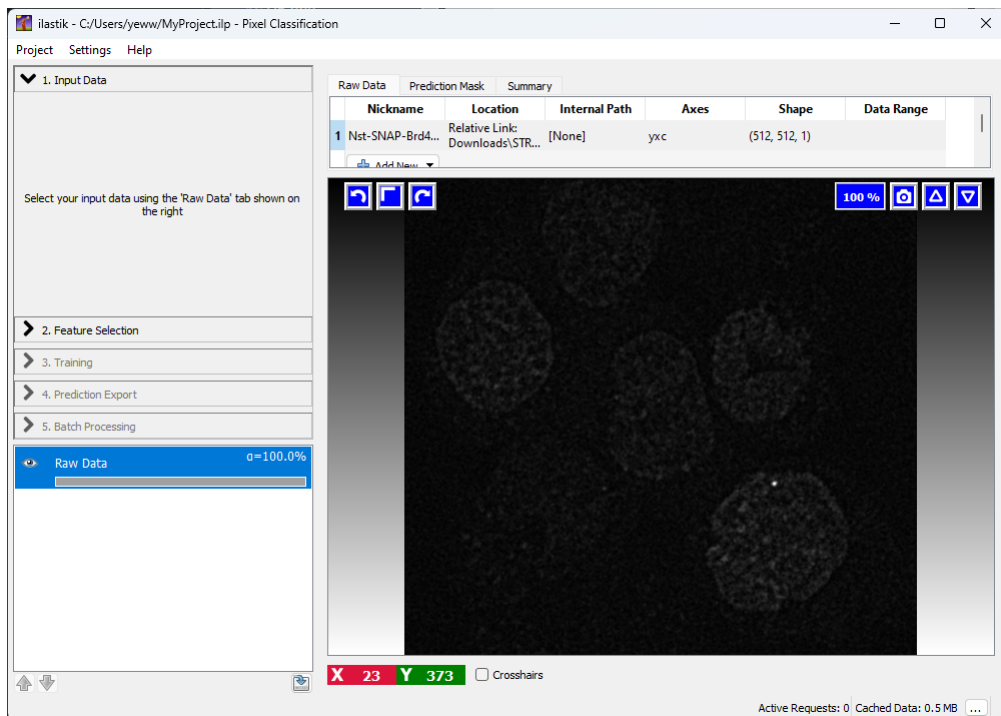 ilastik - C:/Users/yeww/MyProject.ilp - Pixel Classification
Project Settings Help
1. Input Data
Select your input data using the 'Raw Data' tab shown on
the right
2. Feature Selection
3. Training
4. Prediction Export
5. Batch Processing
Raw Data α=100.0%
Raw Data Prediction Mask Summary
Nickname Location Internal Path Axes Shape Data Range
1 Nst-SNAP-Brd4... Relative Link: Downloads\STR... [None] yxc (512, 512, 1)
Add New
100 %
X 23 Y 373 Crosshairs
Active Requests: 0 Cached Data: 0.5 MB ...